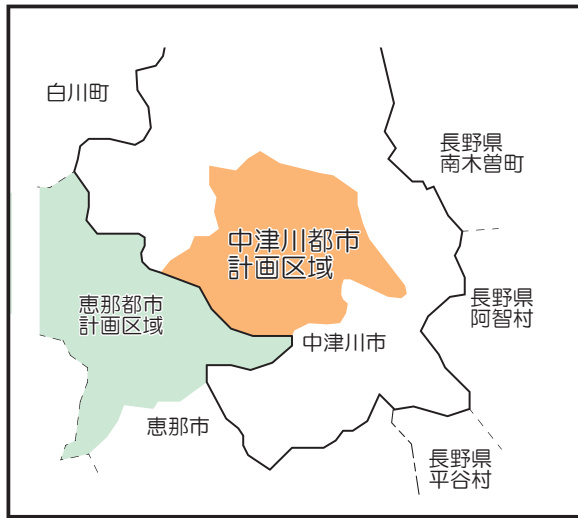 白川町
長野県
南木曽町
中津川都市
計画区域
恵那都市
計画区域
長野県
阿智村
中津川市
恵那市
長野県
平谷村